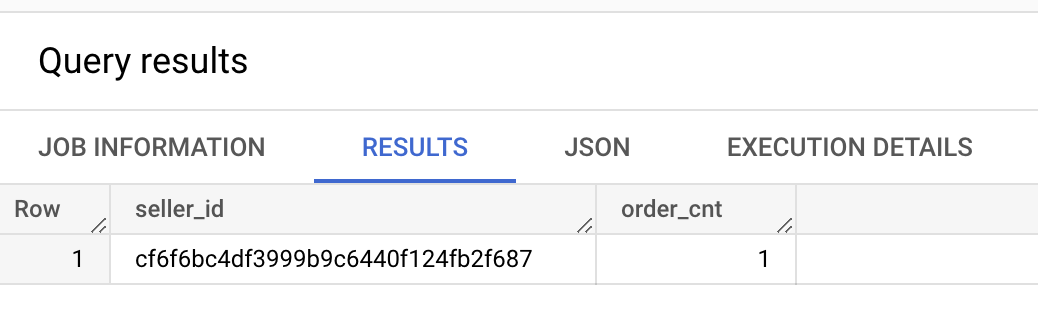 Query results
JOB INFORMATION RESULTS JSON EXECUTION DETAILS
Row seller_id order_cnt
1 cf6f6bc4df3999b9c6440f124fb2f687 1